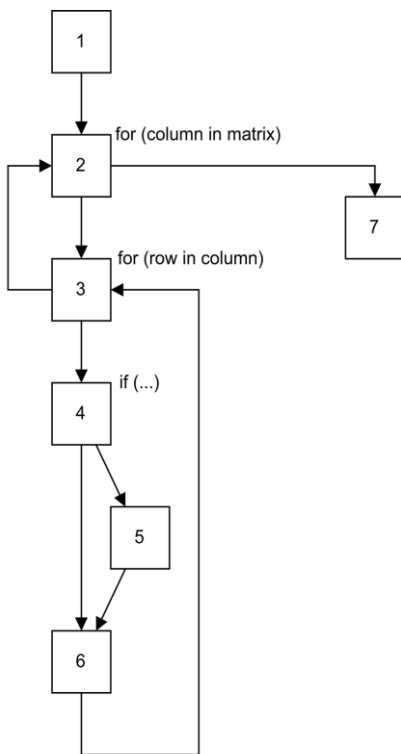 1
for (column in matrix)
2
7
for (row in column)
3
if (...)
4
5
6